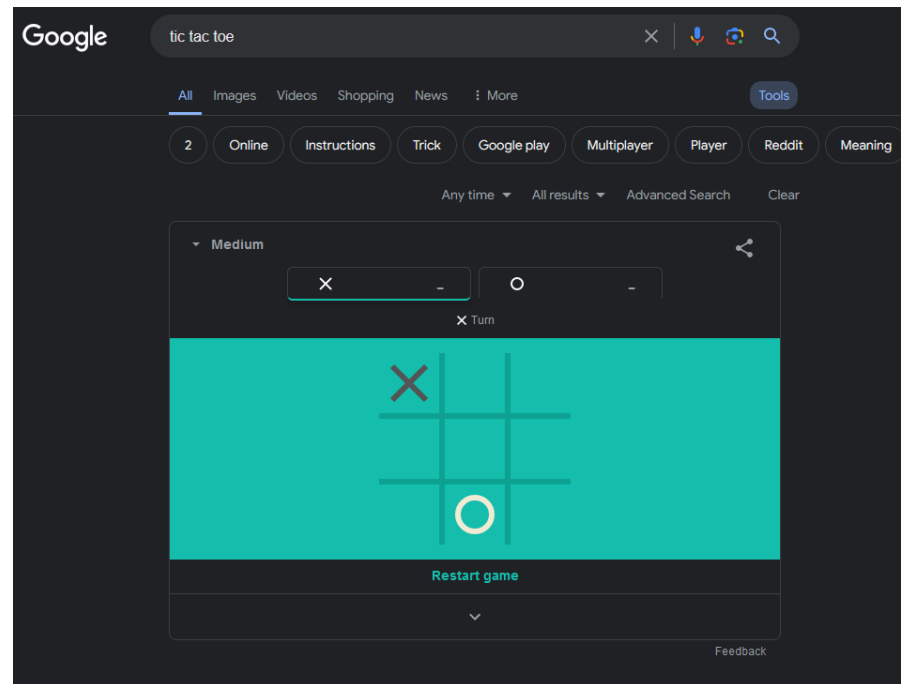 Google tic tac toe
All Images Videos Shopping News More Tools
2 Online Instructions Trick Google play Multiplayer Player Reddit Meaning
Any time All results Advanced Search Clear
Medium
X - O -
X Turn
X
O
Restart game
Feedback